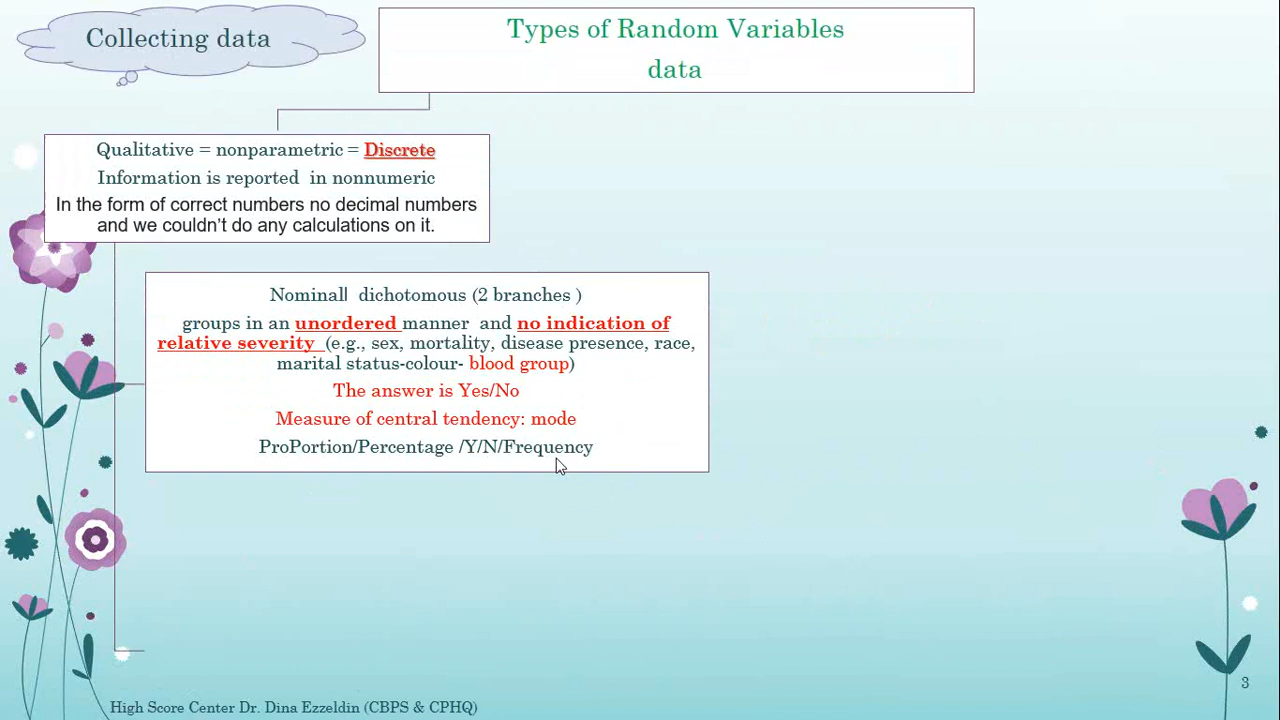 Collecting data
Types of Random Variables
data
Qualitative = nonparametric = Discrete
Information is reported in nonnumeric
In the form of correct numbers no decimal numbers
and we couldn't do any calculations on it.
Nominall dichotomous (2 branches )
groups in an unordered manner and no indication of
relative severity (e.g., sex, mortality, disease presence, race,
marital status-colour- blood group)
The answer is Yes/No
Measure of central tendency: mode
ProPortion/Percentage /Y/N/Frequency
3
High Score Center Dr. Dina Ezzeldin (CBPS & CPHQ)